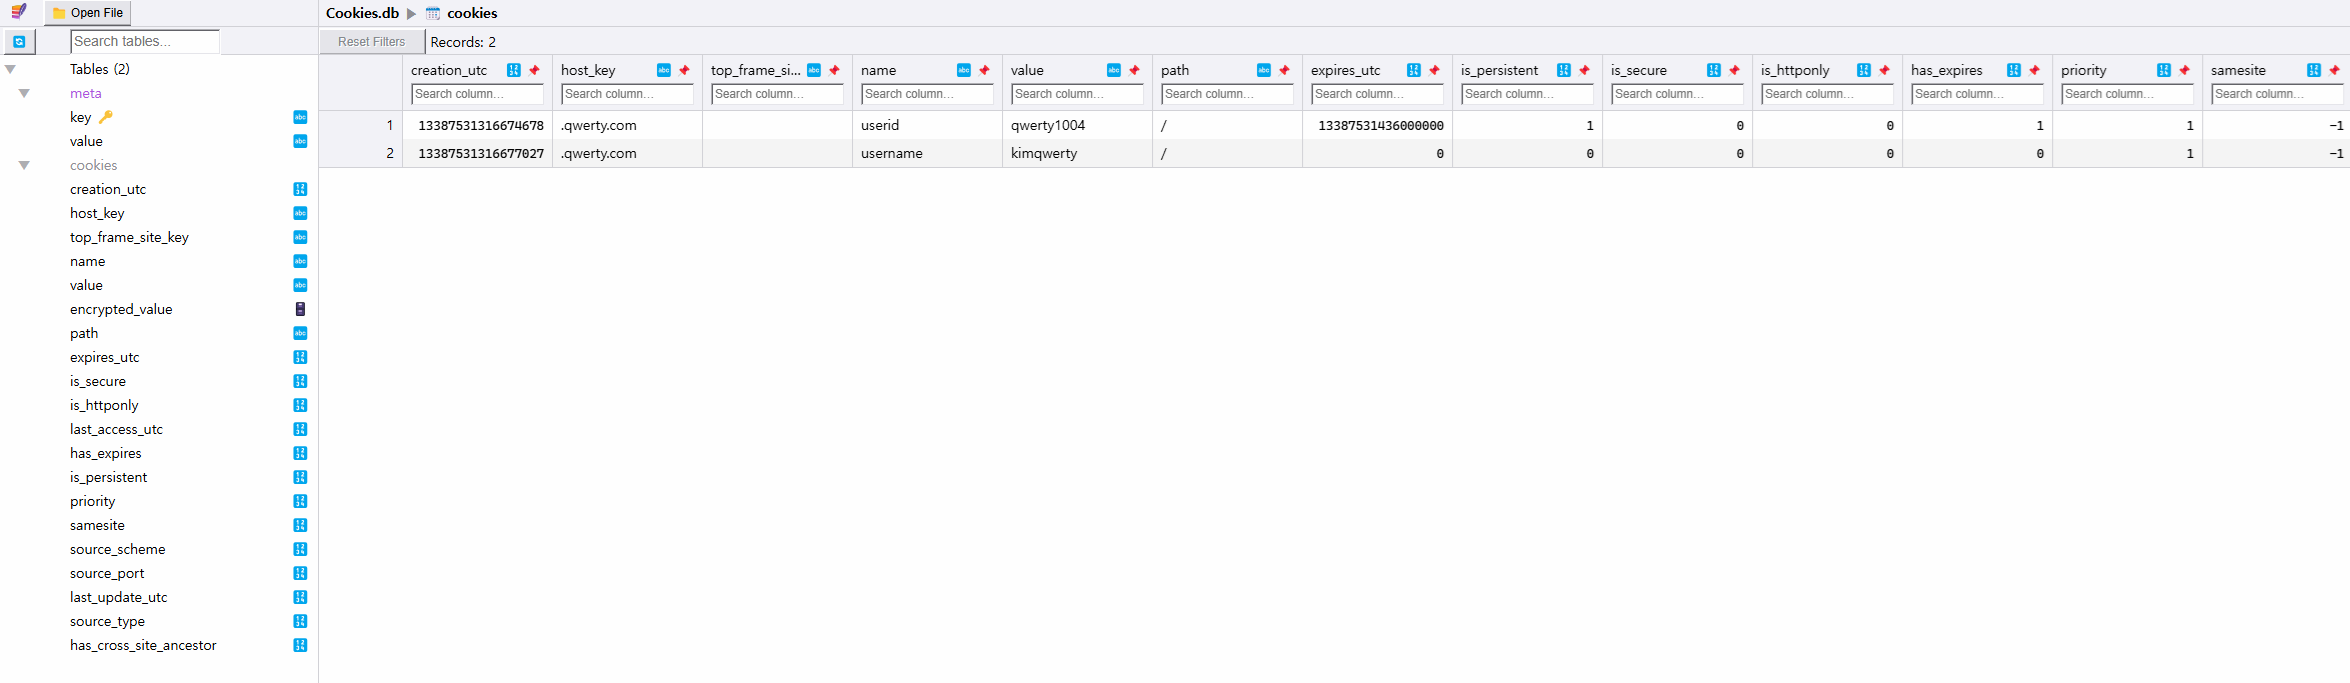 Open File
Cookies.db cookies
Search tables...
Reset Filters Records: 2
Tables (2)
meta
key
value
cookies
creation_utc
host_key
top_frame_site_key
name
value
encrypted_value
path
expires_utc
is_secure
is_httponly
last_access_utc
has_expires
is_persistent
priority
samesite
source_scheme
source_port
last_update_utc
source_type
has_cross_site_ancestor
creation_utc host_key top_frame_si... name value path expires_utc is_persistent is_secure is_httponly has_expires priority samesite
Search column... Search column... Search column... Search column... Search column... Search column... Search column... Search column... Search column... Search column... Search column... Search column... Search column...
1 13387531316674678 .qwerty.com userid qwerty1004 / 13387531436000000 1 0 0 1 1 -1
2 13387531316677027 .qwerty.com username kimqwerty / 0 0 0 0 0 1 -1